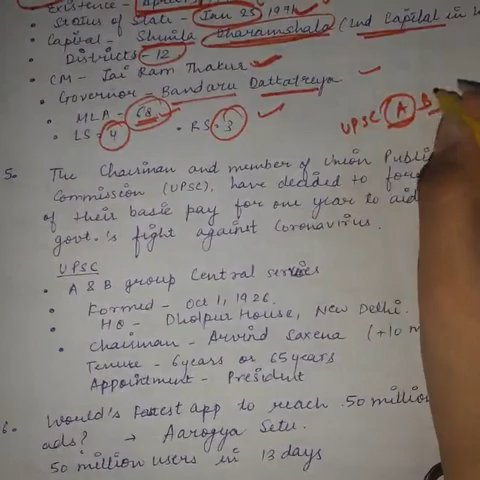 Existence - April
Status of State - Jan 25, 1971
Capital - Shimla, Dharamshala (2nd Capital in
Districts - 12
CM - Jai Ram Thakur
Governor - Bandaru Dattatreya
MLA - 68
LS - 4 • RS - 3
UPSC A B
5. The Chairman and member of Union Public
Commission (UPSC), have decided to
of their basic pay for one year to aid
govt.'s fight against Coronavirus.
UPSC
• A & B group Central services
• Formed - Oct 1, 1926.
• HQ - Dholpur House, New Delhi.
• Chairman - Arvind Saxena (+10 m
Tenure - 6 years or 65 years
Appointment - President
6. World's Fastest app to reach 50 million
ads? → Aarogya Setu.
50 million users in 13 days